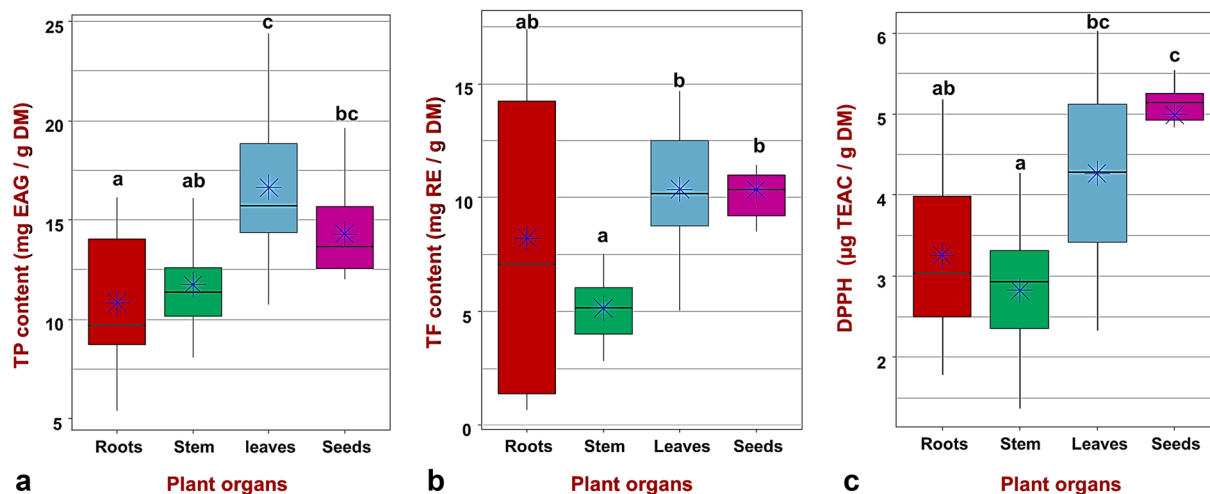 TP content (mg EAG / g DM)
25
20
15
10
5
a
ab
c
bc
Roots Stem leaves Seeds
a Plant organs
TF content (mg RE / g DM)
15
10
5
0
ab
a
b
b
Roots Stem Leaves Seeds
b Plant organs
DPPH (µg TEAC / g DM)
6
5
4
3
2
ab
a
bc
c
Roots Stem Leaves Seeds
c Plant organs